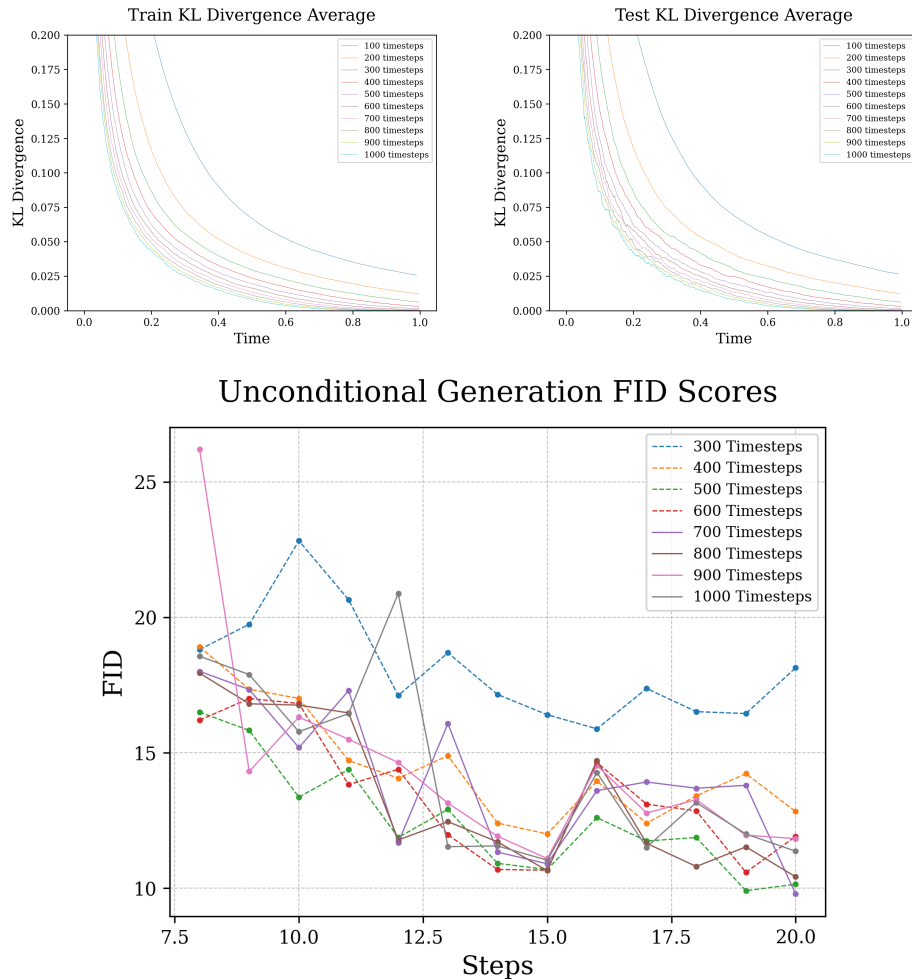 Train KL Divergence Average
KL Divergence
0.200
0.175
0.150
0.125
0.100
0.075
0.050
0.025
0.000
100 timesteps
200 timesteps
300 timesteps
400 timesteps
500 timesteps
600 timesteps
700 timesteps
800 timesteps
900 timesteps
1000 timesteps
0.0 0.2 0.4 0.6 0.8 1.0
Time
Test KL Divergence Average
KL Divergence
0.200
0.175
0.150
0.125
0.100
0.075
0.050
0.025
0.000
100 timesteps
200 timesteps
300 timesteps
400 timesteps
500 timesteps
600 timesteps
700 timesteps
800 timesteps
900 timesteps
1000 timesteps
0.0 0.2 0.4 0.6 0.8 1.0
Time
Unconditional Generation FID Scores
FID
25
20
15
10
300 Timesteps
400 Timesteps
500 Timesteps
600 Timesteps
700 Timesteps
800 Timesteps
900 Timesteps
1000 Timesteps
7.5 10.0 12.5 15.0 17.5 20.0
Steps